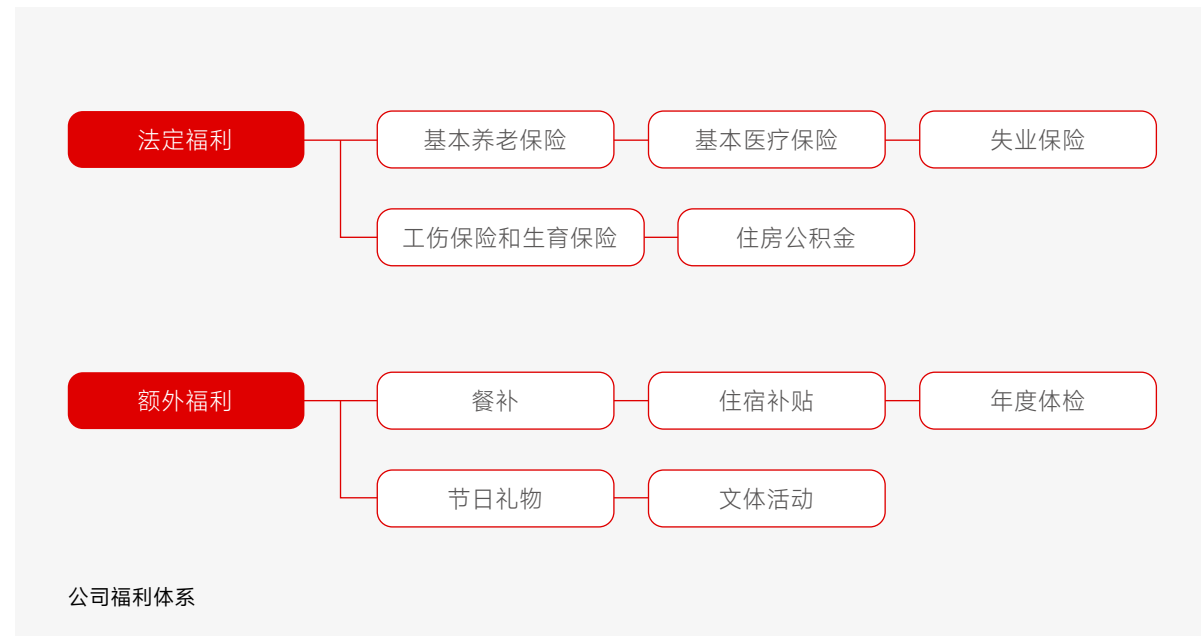 法定福利 基本养老保险 基本医疗保险 失业保险
工伤保险和生育保险 住房公积金
额外福利 餐补 住宿补贴 年度体检
节日礼物 文体活动
公司福利体系